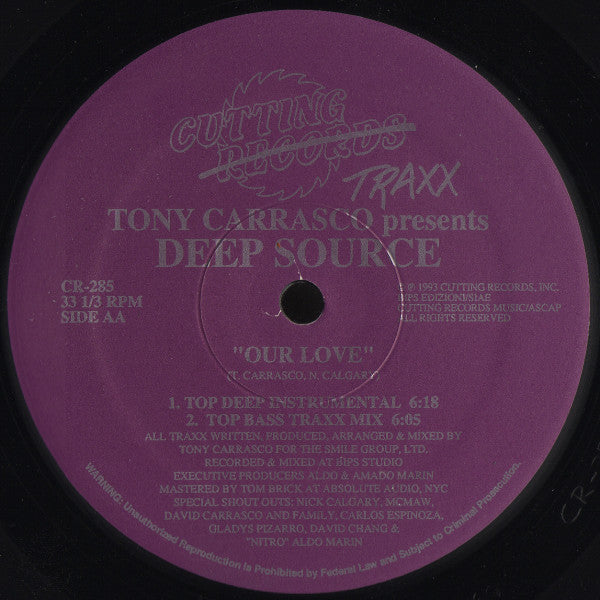 CUTTING
RECORDS
TRAXX
TONY CARRASCO presents
DEEP SOURCE
CR-285
33 1/3 RPM
SIDE AA
© ℗ 1993 CUTTING RECORDS, INC.
BIPS EDIZIONI/SIAE
CUTTING RECORDS MUSIC/ASCAP
ALL RIGHTS RESERVED
"OUR LOVE"
(T. CARRASCO, N. CALGARY)
1. TOP DEEP INSTRUMENTAL 6:18
2. TOP BASS TRAXX MIX 6:05
ALL TRAXX WRITTEN, PRODUCED, ARRANGED & MIXED BY
TONY CARRASCO FOR THE SMILE GROUP, LTD.
RECORDED & MIXED AT BIPS STUDIO
EXECUTIVE PRODUCERS ALDO & AMADO MARIN
MASTERED BY TOM BRICK AT ABSOLUTE AUDIO, NYC
SPECIAL SHOUT OUTS: NICK CALGARY, MCMAW,
DAVID CARRASCO AND FAMILY, CARLOS ESPINOZA,
GLADYS PIZARRO, DAVID CHANG &
"NITRO" ALDO MARIN
WARNING: Unauthorized Reproduction is Prohibited by Federal Law and Subject to Criminal Prosecution.